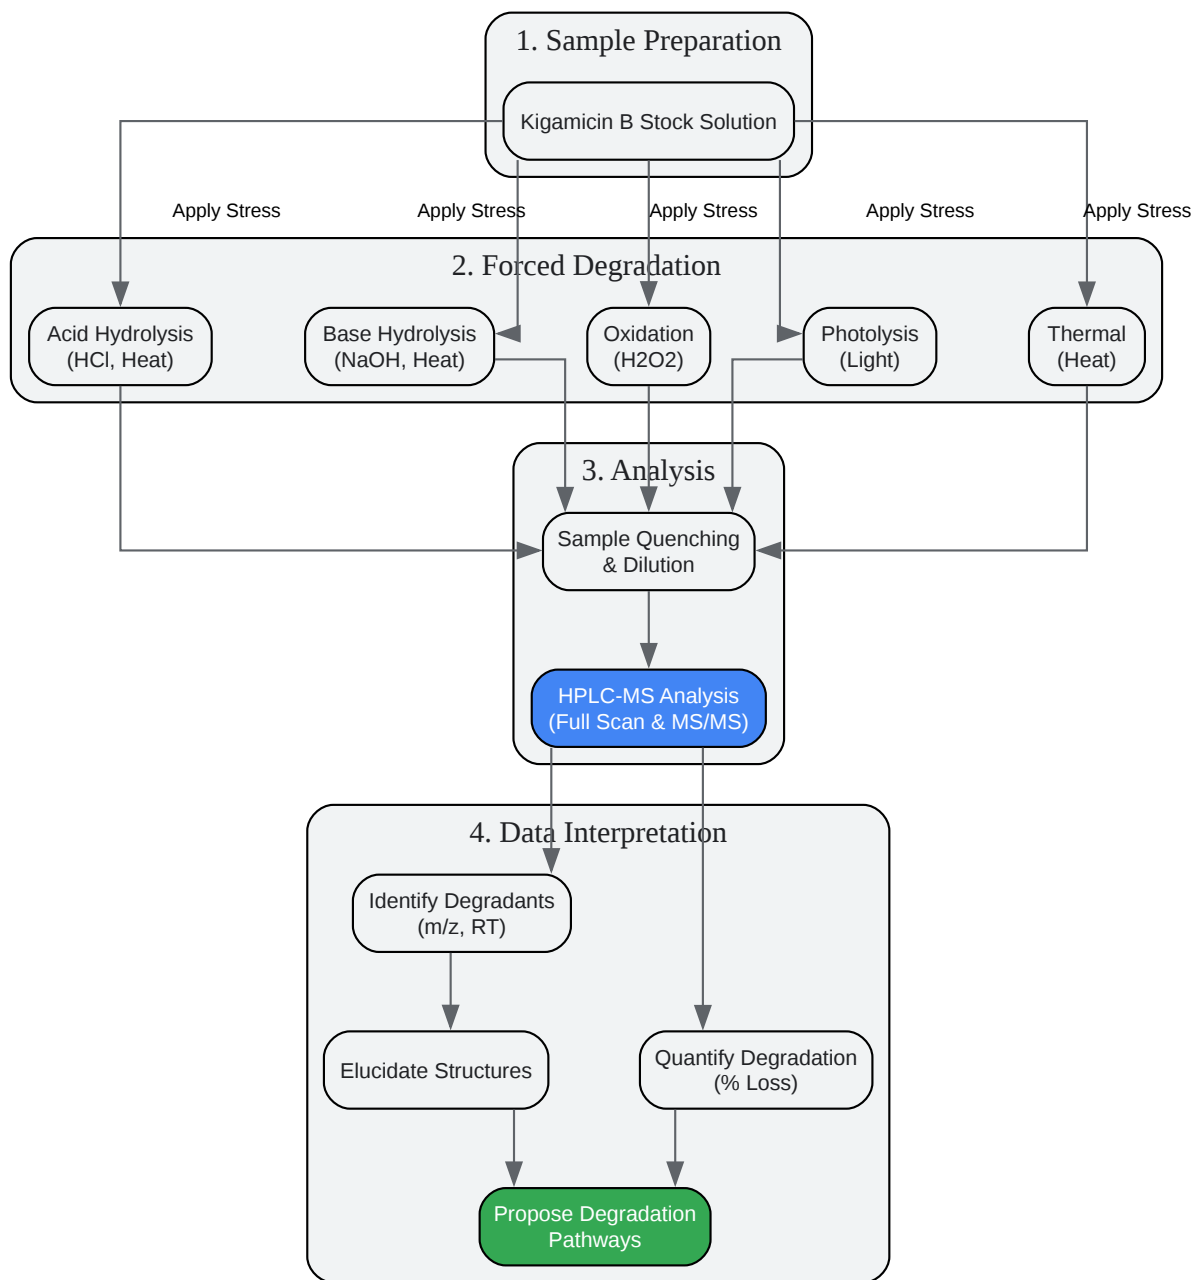 1. Sample Preparation
Kigamicin B Stock Solution
Apply Stress
Apply Stress
Apply Stress
Apply Stress
Apply Stress
2. Forced Degradation
Acid Hydrolysis
(HCl, Heat)
Base Hydrolysis
(NaOH, Heat)
Oxidation
(H2O2)
Photolysis
(Light)
Thermal
(Heat)
3. Analysis
Sample Quenching
& Dilution
HPLC-MS Analysis
(Full Scan & MS/MS)
4. Data Interpretation
Identify Degradants
(m/z, RT)
Elucidate Structures
Quantify Degradation
(% Loss)
Propose Degradation
Pathways